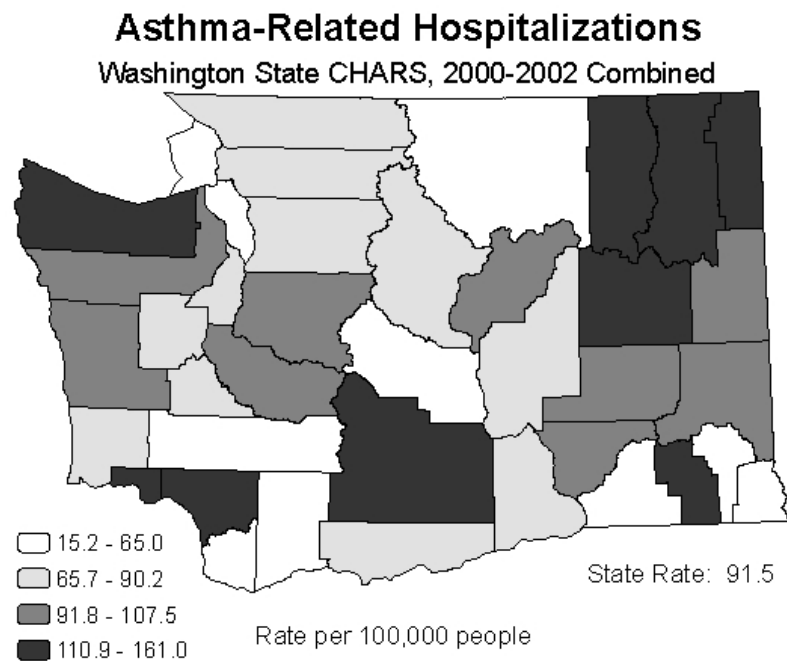 Asthma-Related Hospitalizations
Washington State CHARS, 2000-2002 Combined
15.2 - 65.0
65.7 - 90.2
91.8 - 107.5
110.9 - 161.0
State Rate: 91.5
Rate per 100,000 people